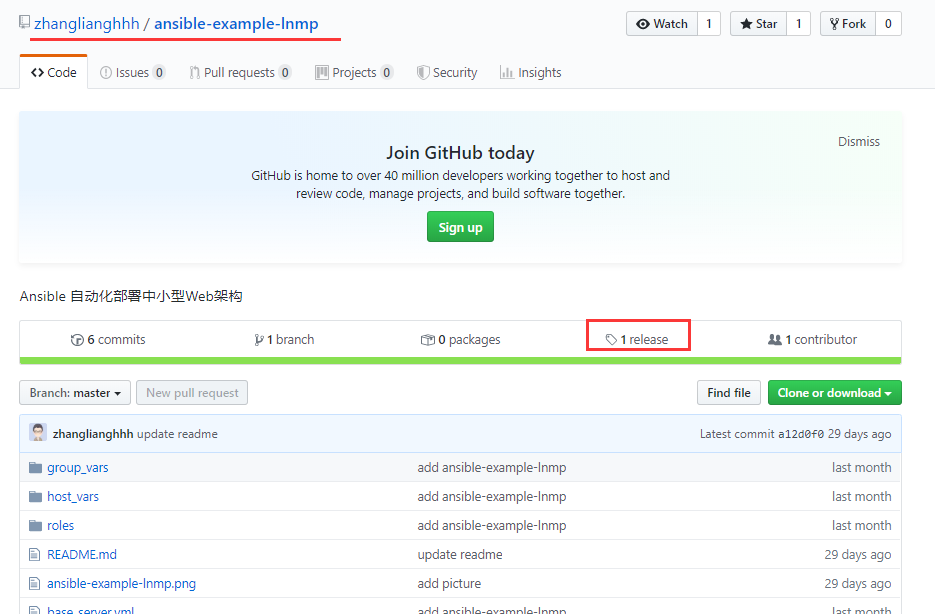 zhanglianghhh / ansible-example-lnmp
Watch 1 Star 1 Fork 0
Code Issues 0 Pull requests 0 Projects 0 Security Insights
Dismiss
Join GitHub today
GitHub is home to over 40 million developers working together to host and
review code, manage projects, and build software together.
Sign up
Ansible 自动化部署中小型Web架构
6 commits 1 branch 0 packages 1 release 1 contributor
Branch: master New pull request Find file Clone or download
zhanglianghhh update readme Latest commit a12d0f0 29 days ago
group_vars add ansible-example-lnmp last month
host_vars add ansible-example-lnmp last month
roles add ansible-example-lnmp last month
README.md update readme 29 days ago
ansible-example-lnmp.png add picture 29 days ago
base_server.yml add ansible-example-lnmp last month